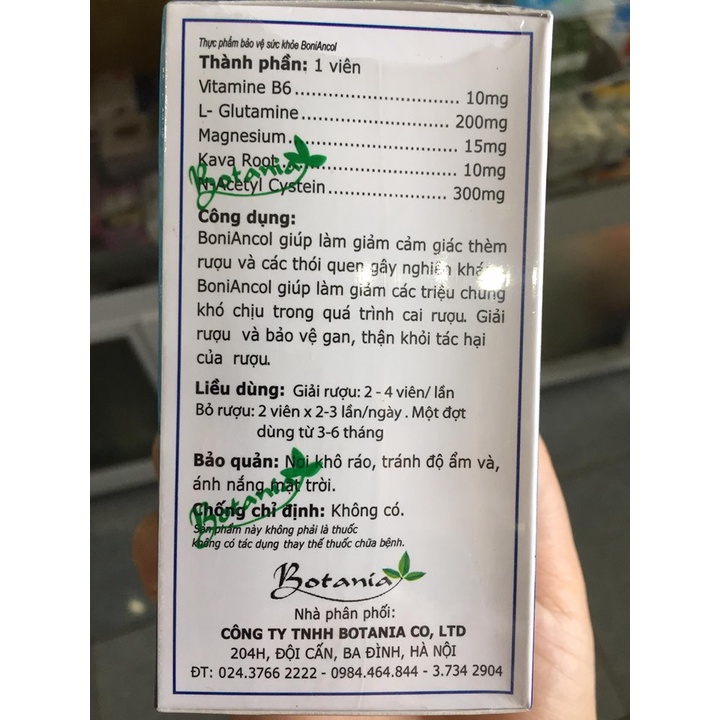 Thực phẩm bảo vệ sức khỏe BoniAncol
Thành phần: 1 viên
Vitamine B6........................... 10mg
L- Glutamine........................... 200mg
Magnesium........................... 15mg
Kava Root........................... 10mg
N-Acetyl Cystein.................. 300mg
Botania
Công dụng:
BoniAncol giúp làm giảm cảm giác thèm
rượu và các thói quen gây nghiện khác.
BoniAncol giúp làm giảm các triệu chứng
khó chịu trong quá trình cai rượu. Giải
rượu và bảo vệ gan, thận khỏi tác hại
của rượu.
Liều dùng: Giải rượu: 2 - 4 viên/ lần
Bỏ rượu: 2 viên x 2-3 lần/ngày . Một đợt
dùng từ 3-6 tháng
Bảo quản: Nơi khô ráo, tránh độ ẩm và,
ánh nắng mặt trời.
Botania
Chống chỉ định: Không có.
Sản phẩm này không phải là thuốc
không có tác dụng thay thế thuốc chữa bệnh.
Botania
Nhà phân phối:
CÔNG TY TNHH BOTANIA CO, LTD
204H, ĐỘI CẤN, BA ĐÌNH, HÀ NỘI
ĐT: 024.3766 2222 - 0984.464.844 - 3.734 2904